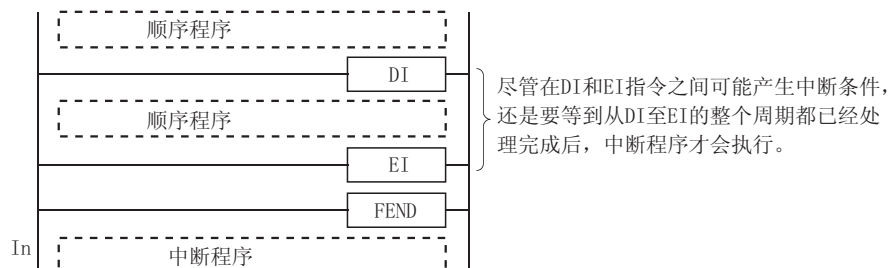 顺序程序
DI
尽管在DI和EI指令之间可能产生中断条件，
还是要等到从DI至EI的整个周期都已经处
理完成后，中断程序才会执行。
顺序程序
EI
FEND
In
中断程序